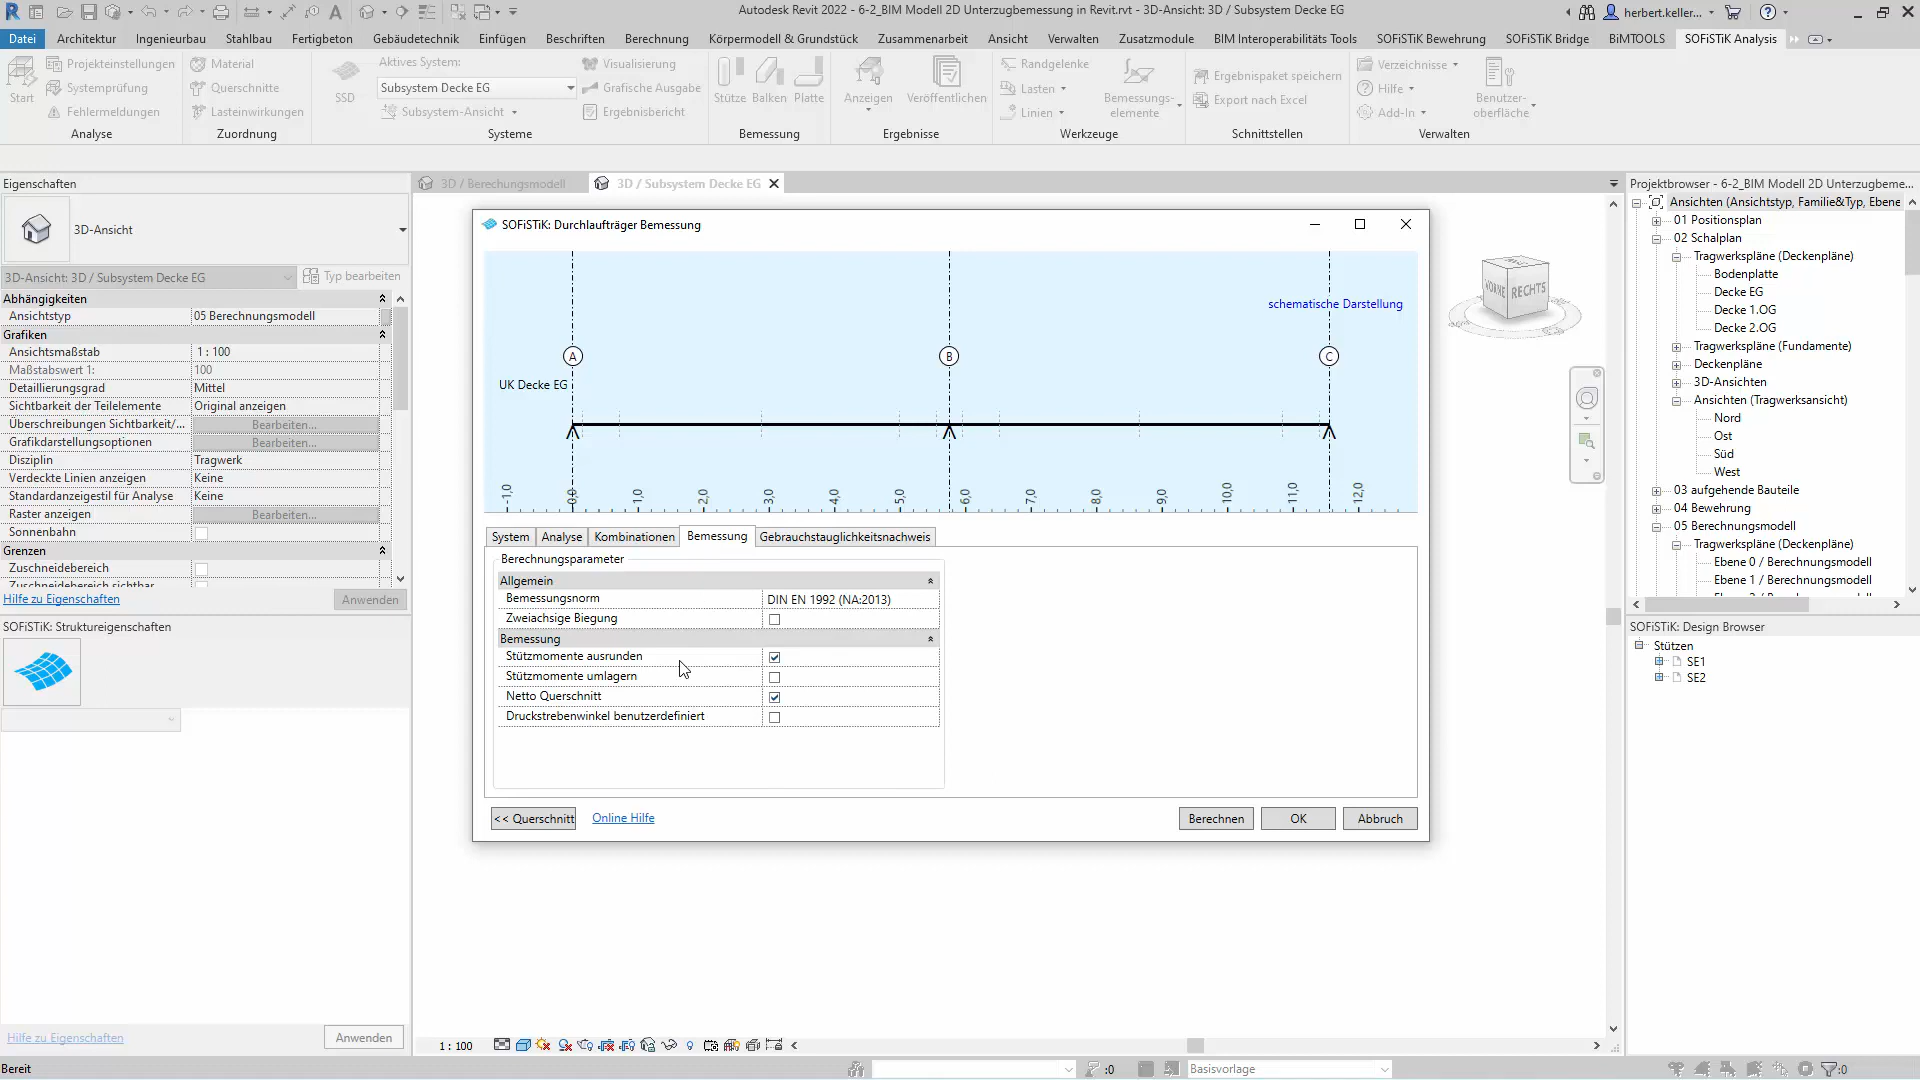 Autodesk Revit 2022 - 6-2_BIM Modell 2D Unterzugbemessung in Revit.rvt - 3D-Ansicht: 3D / Subsystem Decke EG
herbert.keller...
Datei Architektur Ingenieurbau Stahlbau Fertigbeton Gebäudetechnik Einfügen Beschriften Berechnung Körpermodell & Grundstück Zusammenarbeit Ansicht Verwalten Zusatzmodule BIM Interoperabilitäts Tools SOFiSTiK Bewehrung SOFiSTiK Bridge BiMTOOLS SOFiSTiK Analysis
Start
Projekteinstellungen
Systemprüfung
Fehlermeldungen
Analyse
Material
Querschnitte
Lasteinwirkungen
Zuordnung
SSD
Aktives System:
Subsystem Decke EG
Subsystem-Ansicht
Visualisierung
Grafische Ausgabe
Ergebnisbericht
Systeme
Stütze Balken Platte
Bemessung
Anzeigen Veröffentlichen
Ergebnisse
Randgelenke
Lasten
Linien
Bemessungs-
elemente
Werkzeuge
Ergebnispaket speichern
Export nach Excel
Schnittstellen
Verzeichnisse
Hilfe
Add-In
Benutzer-
oberfläche
Verwalten
Eigenschaften
3D-Ansicht
3D-Ansicht: 3D / Subsystem Decke EG
Typ bearbeiten
Abhängigkeiten
Ansichtstyp 05 Berechnungsmodell
Grafiken
Ansichtsmaßstab 1 : 100
Maßstabswert 1: 100
Detaillierungsgrad Mittel
Sichtbarkeit der Teilelemente Original anzeigen
Überschreibungen Sichtbarkeit/... Bearbeiten...
Grafikdarstellungsoptionen Bearbeiten...
Disziplin Tragwerk
Verdeckte Linien anzeigen Keine
Standardanzeigestil für Analyse Keine
Raster anzeigen Bearbeiten...
Sonnenbahn
Grenzen
Zuschneidebereich
Zuschneidebereich sichtbar
Hilfe zu Eigenschaften
Anwenden
SOFiSTiK: Struktureigenschaften
Hilfe zu Eigenschaften
Anwenden
3D / Berechungsmodell
3D / Subsystem Decke EG
SOFiSTiK: Durchlaufträger Bemessung
schematische Darstellung
A B C
UK Decke EG
-1,0 0,0 1,0 2,0 3,0 4,0 5,0 6,0 7,0 8,0 9,0 10,0 11,0 12,0
System Analyse Kombinationen Bemessung Gebrauchstauglichkeitsnachweis
Berechnungsparameter
Allgemein
Bemessungsnorm DIN EN 1992 (NA:2013)
Zweiachsige Biegung
Bemessung
Stützmomente ausrunden
Stützmomente umlagern
Netto Querschnitt
Druckstrebenwinkel benutzerdefiniert
<< Querschnitt
Online Hilfe
Berechnen
OK
Abbruch
VORNE RECHTS
Projektbrowser - 6-2_BIM Modell 2D Unterzugbeme...
Ansichten (Ansichtstyp, Familie&Typ, Ebene
01 Positionsplan
02 Schalplan
Tragwerkspläne (Deckenpläne)
Bodenplatte
Decke EG
Decke 1.OG
Decke 2.OG
Tragwerkspläne (Fundamente)
Deckenpläne
3D-Ansichten
Ansichten (Tragwerksansicht)
Nord
Ost
Süd
West
03 aufgehende Bauteile
04 Bewehrung
05 Berechnungsmodell
Tragwerkspläne (Deckenpläne)
Ebene 0 / Berechnungsmodell
Ebene 1 / Berechnungsmodell
SOFiSTiK: Design Browser
Stützen
SE1
SE2
1 : 100
Bereit
:0
Basisvorlage
:0